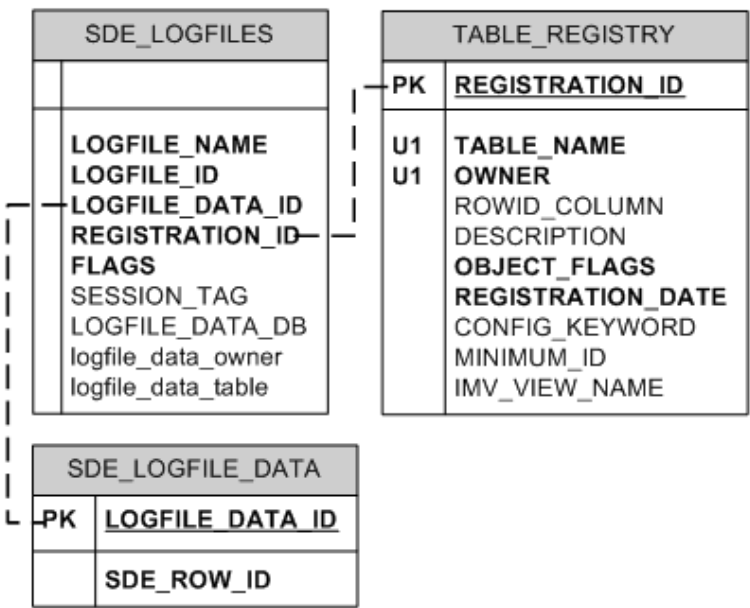 SDE_LOGFILES
LOGFILE_NAME
LOGFILE_ID
LOGFILE_DATA_ID
REGISTRATION_ID
FLAGS
SESSION_TAG
LOGFILE_DATA_DB
logfile_data_owner
logfile_data_table
TABLE_REGISTRY
PK REGISTRATION_ID
U1 TABLE_NAME
U1 OWNER
ROWID_COLUMN
DESCRIPTION
OBJECT_FLAGS
REGISTRATION_DATE
CONFIG_KEYWORD
MINIMUM_ID
IMV_VIEW_NAME
SDE_LOGFILE_DATA
PK LOGFILE_DATA_ID
SDE_ROW_ID